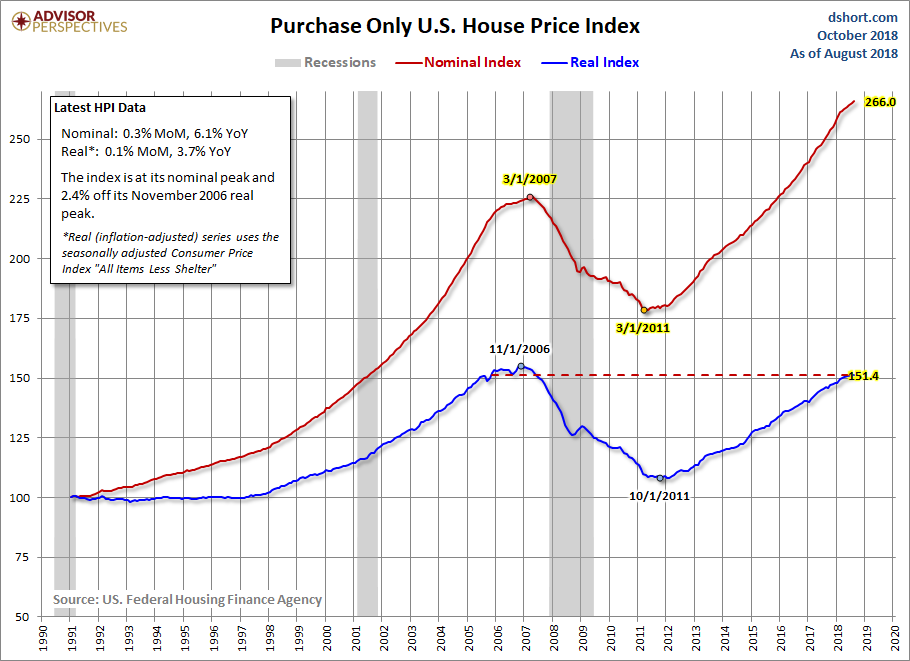 ADVISOR
PERSPECTIVES
Purchase Only U.S. House Price Index
dshort.com
October 2018
As of August 2018
Recessions Nominal Index Real Index
Latest HPI Data
Nominal: 0.3% MoM, 6.1% YoY
Real*: 0.1% MoM, 3.7% YoY
The index is at its nominal peak and
2.4% off its November 2006 real
peak.
*Real (inflation-adjusted) series uses the
seasonally adjusted Consumer Price
Index "All Items Less Shelter"
266.0
3/1/2007
3/1/2011
11/1/2006
151.4
10/1/2011
250
225
200
175
150
125
100
75
50
Source: US. Federal Housing Finance Agency
1990 1991 1992 1993 1994 1995 1996 1997 1998 1999 2000 2001 2002 2003 2004 2005 2006 2007 2008 2009 2010 2011 2012 2013 2014 2015 2016 2017 2018 2019 2020